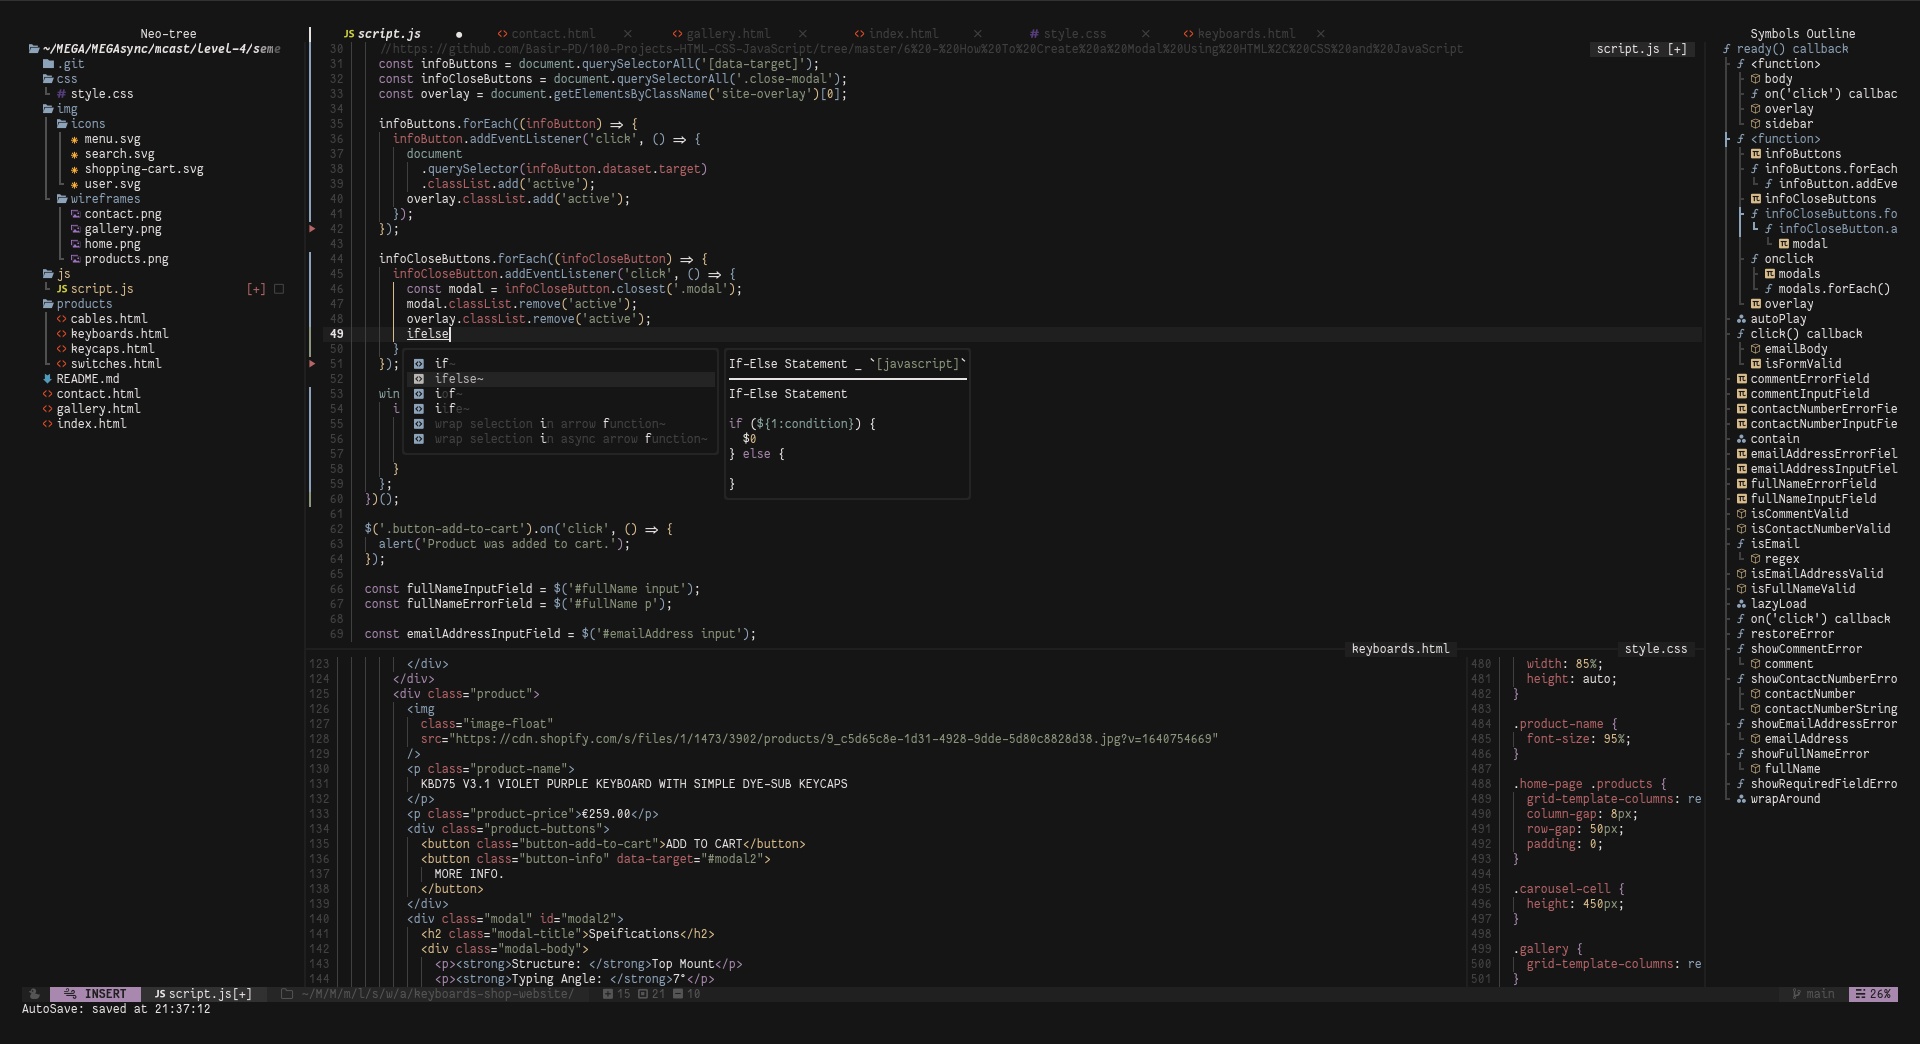 Neo-tree
~/MEGA/MEGAsync/mcast/level-4/seme
.git
css
# style.css
img
icons
menu.svg
search.svg
shopping-cart.svg
user.svg
wireframes
contact.png
gallery.png
home.png
products.png
js
JS script.js [+]
products
<> cables.html
<> keyboards.html
<> keycaps.html
<> switches.html
README.md
<> contact.html
<> gallery.html
<> index.html
JS script.js ● <> contact.html × <> gallery.html × <> index.html × # style.css × <> keyboards.html ×
script.js [+]
30 //https://github.com/Basir-PD/100-Projects-HTML-CSS-JavaScript/tree/master/6%20-%20How%20To%20Create%20a%20Modal%20Using%20HTML%2C%20CSS%20and%20JavaScript
31 const infoButtons = document.querySelectorAll('[data-target]');
32 const infoCloseButtons = document.querySelectorAll('.close-modal');
33 const overlay = document.getElementsByClassName('site-overlay')[0];
34
35 infoButtons.forEach((infoButton) => {
36 infoButton.addEventListener('click', () => {
37 document
38 .querySelector(infoButton.dataset.target)
39 .classList.add('active');
40 overlay.classList.add('active');
41 });
42 });
43
44 infoCloseButtons.forEach((infoCloseButton) => {
45 infoCloseButton.addEventListener('click', () => {
46 const modal = infoCloseButton.closest('.modal');
47 modal.classList.remove('active');
48 overlay.classList.remove('active');
49 ifelse
50 }
51 });
52
53 win
54 i
55
56
57
58 }
59 };
60 })();
61
62 $('.button-add-to-cart').on('click', () => {
63 alert('Product was added to cart.');
64 });
65
66 const fullNameInputField = $('#fullName input');
67 const fullNameErrorField = $('#fullName p');
68
69 const emailAddressInputField = $('#emailAddress input');
if~
ifelse~
iof~
iife~
wrap selection in arrow function~
wrap selection in async arrow function~
If-Else Statement _ `[javascript]`
If-Else Statement
if (${1:condition}) {
$0
} else {
}
keyboards.html
123 </div>
124 </div>
125 <div class="product">
126 <img
127 class="image-float"
128 src="https://cdn.shopify.com/s/files/1/1473/3902/products/9_c5d65c8e-1d31-4928-9dde-5d80c8828d38.jpg?v=1640754669"
129 />
130 <p class="product-name">
131 KBD75 V3.1 VIOLET PURPLE KEYBOARD WITH SIMPLE DYE-SUB KEYCAPS
132 </p>
133 <p class="product-price">€259.00</p>
134 <div class="product-buttons">
135 <button class="button-add-to-cart">ADD TO CART</button>
136 <button class="button-info" data-target="#modal2">
137 MORE INFO.
138 </button>
139 </div>
140 <div class="modal" id="modal2">
141 <h2 class="modal-title">Speifications</h2>
142 <div class="modal-body">
143 <p><strong>Structure: </strong>Top Mount</p>
144 <p><strong>Typing Angle: </strong>7°</p>
style.css
480 width: 85%;
481 height: auto;
482 }
483
484 .product-name {
485 font-size: 95%;
486 }
487
488 .home-page .products {
489 grid-template-columns: re
490 column-gap: 8px;
491 row-gap: 50px;
492 padding: 0;
493 }
494
495 .carousel-cell {
496 height: 450px;
497 }
498
499 .gallery {
500 grid-template-columns: re
501 }
Symbols Outline
ƒ ready() callback
ƒ <function>
body
ƒ on('click') callbac
overlay
sidebar
ƒ <function>
infoButtons
ƒ infoButtons.forEach
ƒ infoButton.addEve
infoCloseButtons
ƒ infoCloseButtons.fo
ƒ infoCloseButton.a
modal
ƒ onclick
modals
ƒ modals.forEach()
overlay
autoPlay
ƒ click() callback
emailBody
isFormValid
commentErrorField
commentInputField
contactNumberErrorFie
contactNumberInputFie
contain
emailAddressErrorFiel
emailAddressInputFiel
fullNameErrorField
fullNameInputField
isCommentValid
isContactNumberValid
ƒ isEmail
regex
isEmailAddressValid
isFullNameValid
lazyLoad
ƒ on('click') callback
ƒ restoreError
ƒ showCommentError
comment
ƒ showContactNumberErro
contactNumber
contactNumberString
ƒ showEmailAddressError
emailAddress
ƒ showFullNameError
fullName
ƒ showRequiredFieldErro
wrapAround
INSERT JS script.js[+] ~/M/M/m/l/s/w/a/keyboards-shop-website/ 15 21 10 main 26%
AutoSave: saved at 21:37:12